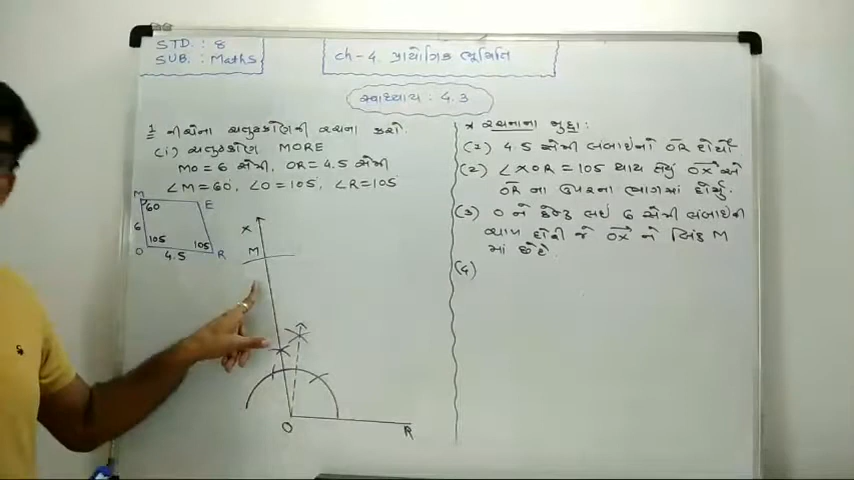 STD. : 8
SUB. : Maths
Ch-4. પ્રાયોગિક ભૂમિતિ
સ્વાધ્યાય : 4.3
1 નીચેના ચતુષ્કોણની રચના કરો.
(i) ચતુષ્કોણ MORE
MO = 6 સેમી, OR = 4.5 સેમી
∠M = 60°, ∠O = 105°, ∠R = 105°
M
60
E
6
105
105
O
4.5
R
X
M
O
R
* રચનાના મુદ્દા :
(1) 4.5 સેમી લંબાઈનો OR દોર્યો
(2) ∠XOR = 105 થાય તેવું OX એ
OR ના ઉપરના ભાગમાં દોર્યું.
(3) O ને કેન્દ્ર લઈ 6 સેમી લંબાઈની
ચાપ દોરી જે OX ને બિંદુ M
માં છેદે.
(4)